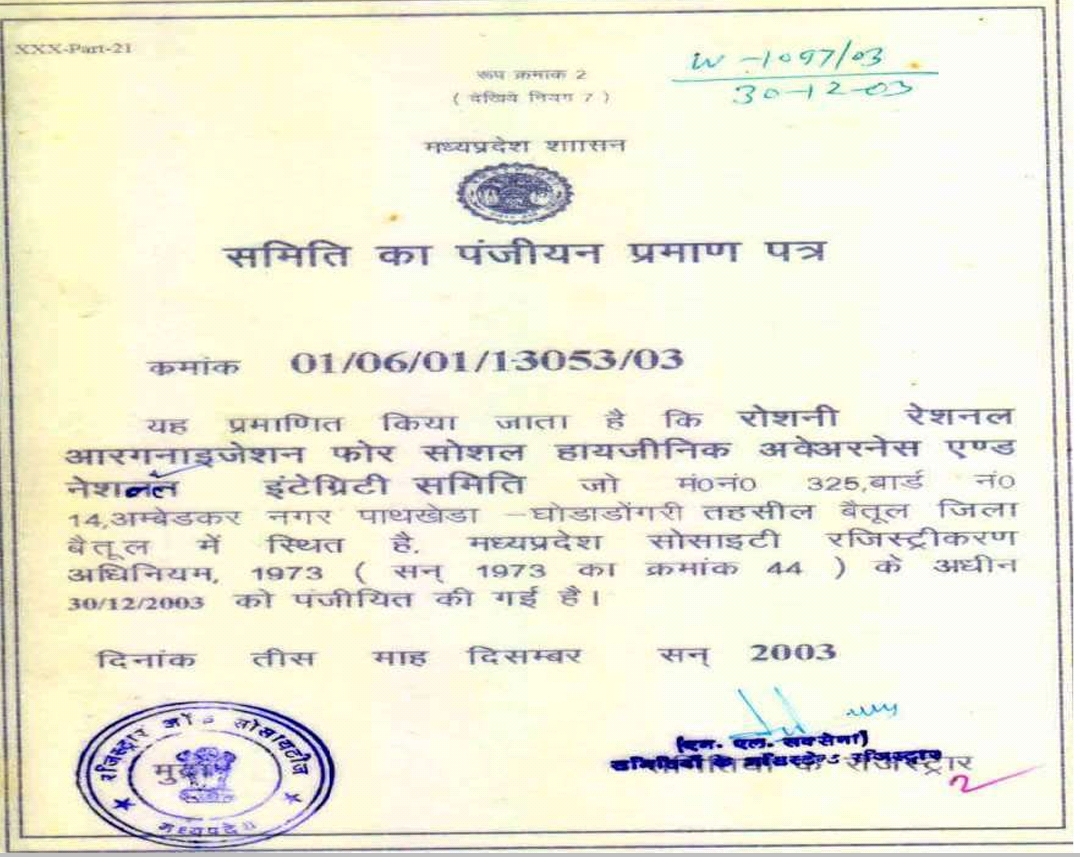 XXX-Part-21
W-1097/03
30-12-03
रूप क्रमांक 2
( देखिये नियम 7 )
मध्यप्रदेश शाासन
समिति का पंजीयन प्रमाण पत्र
कमांक 01/06/01/13053/03
यह प्रमाणित किया जाता है कि रोशनी रेशनल
आरगनाइजेशन फोर सोशल हायजीनिक अवेअरनेस एण्ड
नेशनल इंटेग्रिटी समिति जो मं0नं0 325,बार्ड नं0
14,अम्बेडकर नगर पाथखेडा –घोडाडोंगरी तहसील बैतूल जिला
बैतूल में स्थित है. मध्यप्रदेश सोसाइटी रजिस्ट्रीकरण
अधिनियम, 1973 ( सन् 1973 का क्रमांक 44 ) के अधीन
30/12/2003 को पंजीयित की गई है।
दिनांक तीस माह दिसम्बर सन् 2003
रजिस्ट्रार ऑफ सोसायटीज
मुद्रा
मध्यप्रदेश
(एन. एल. सक्सेना)
समितियों के असिस्टेण्ट रजिस्ट्रार
रजिस्ट्रार
2